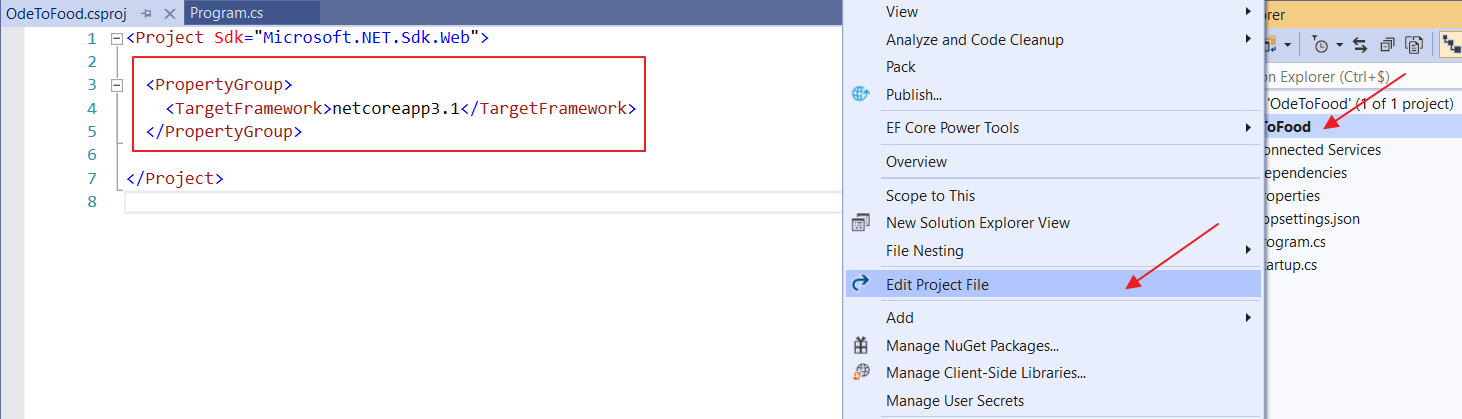 OdeToFood.csproj
Program.cs
1 <Project Sdk="Microsoft.NET.Sdk.Web">
2
3 <PropertyGroup>
4 <TargetFramework>netcoreapp3.1</TargetFramework>
5 </PropertyGroup>
6
7 </Project>
8
View
Analyze and Code Cleanup
Pack
Publish...
EF Core Power Tools
Overview
Scope to This
New Solution Explorer View
File Nesting
Edit Project File
Add
Manage NuGet Packages...
Manage Client-Side Libraries...
Manage User Secrets
orer
on Explorer (Ctrl+$)
'OdeToFood' (1 of 1 project)
ToFood
onnected Services
ependencies
roperties
ppsettings.json
rogram.cs
tartup.cs